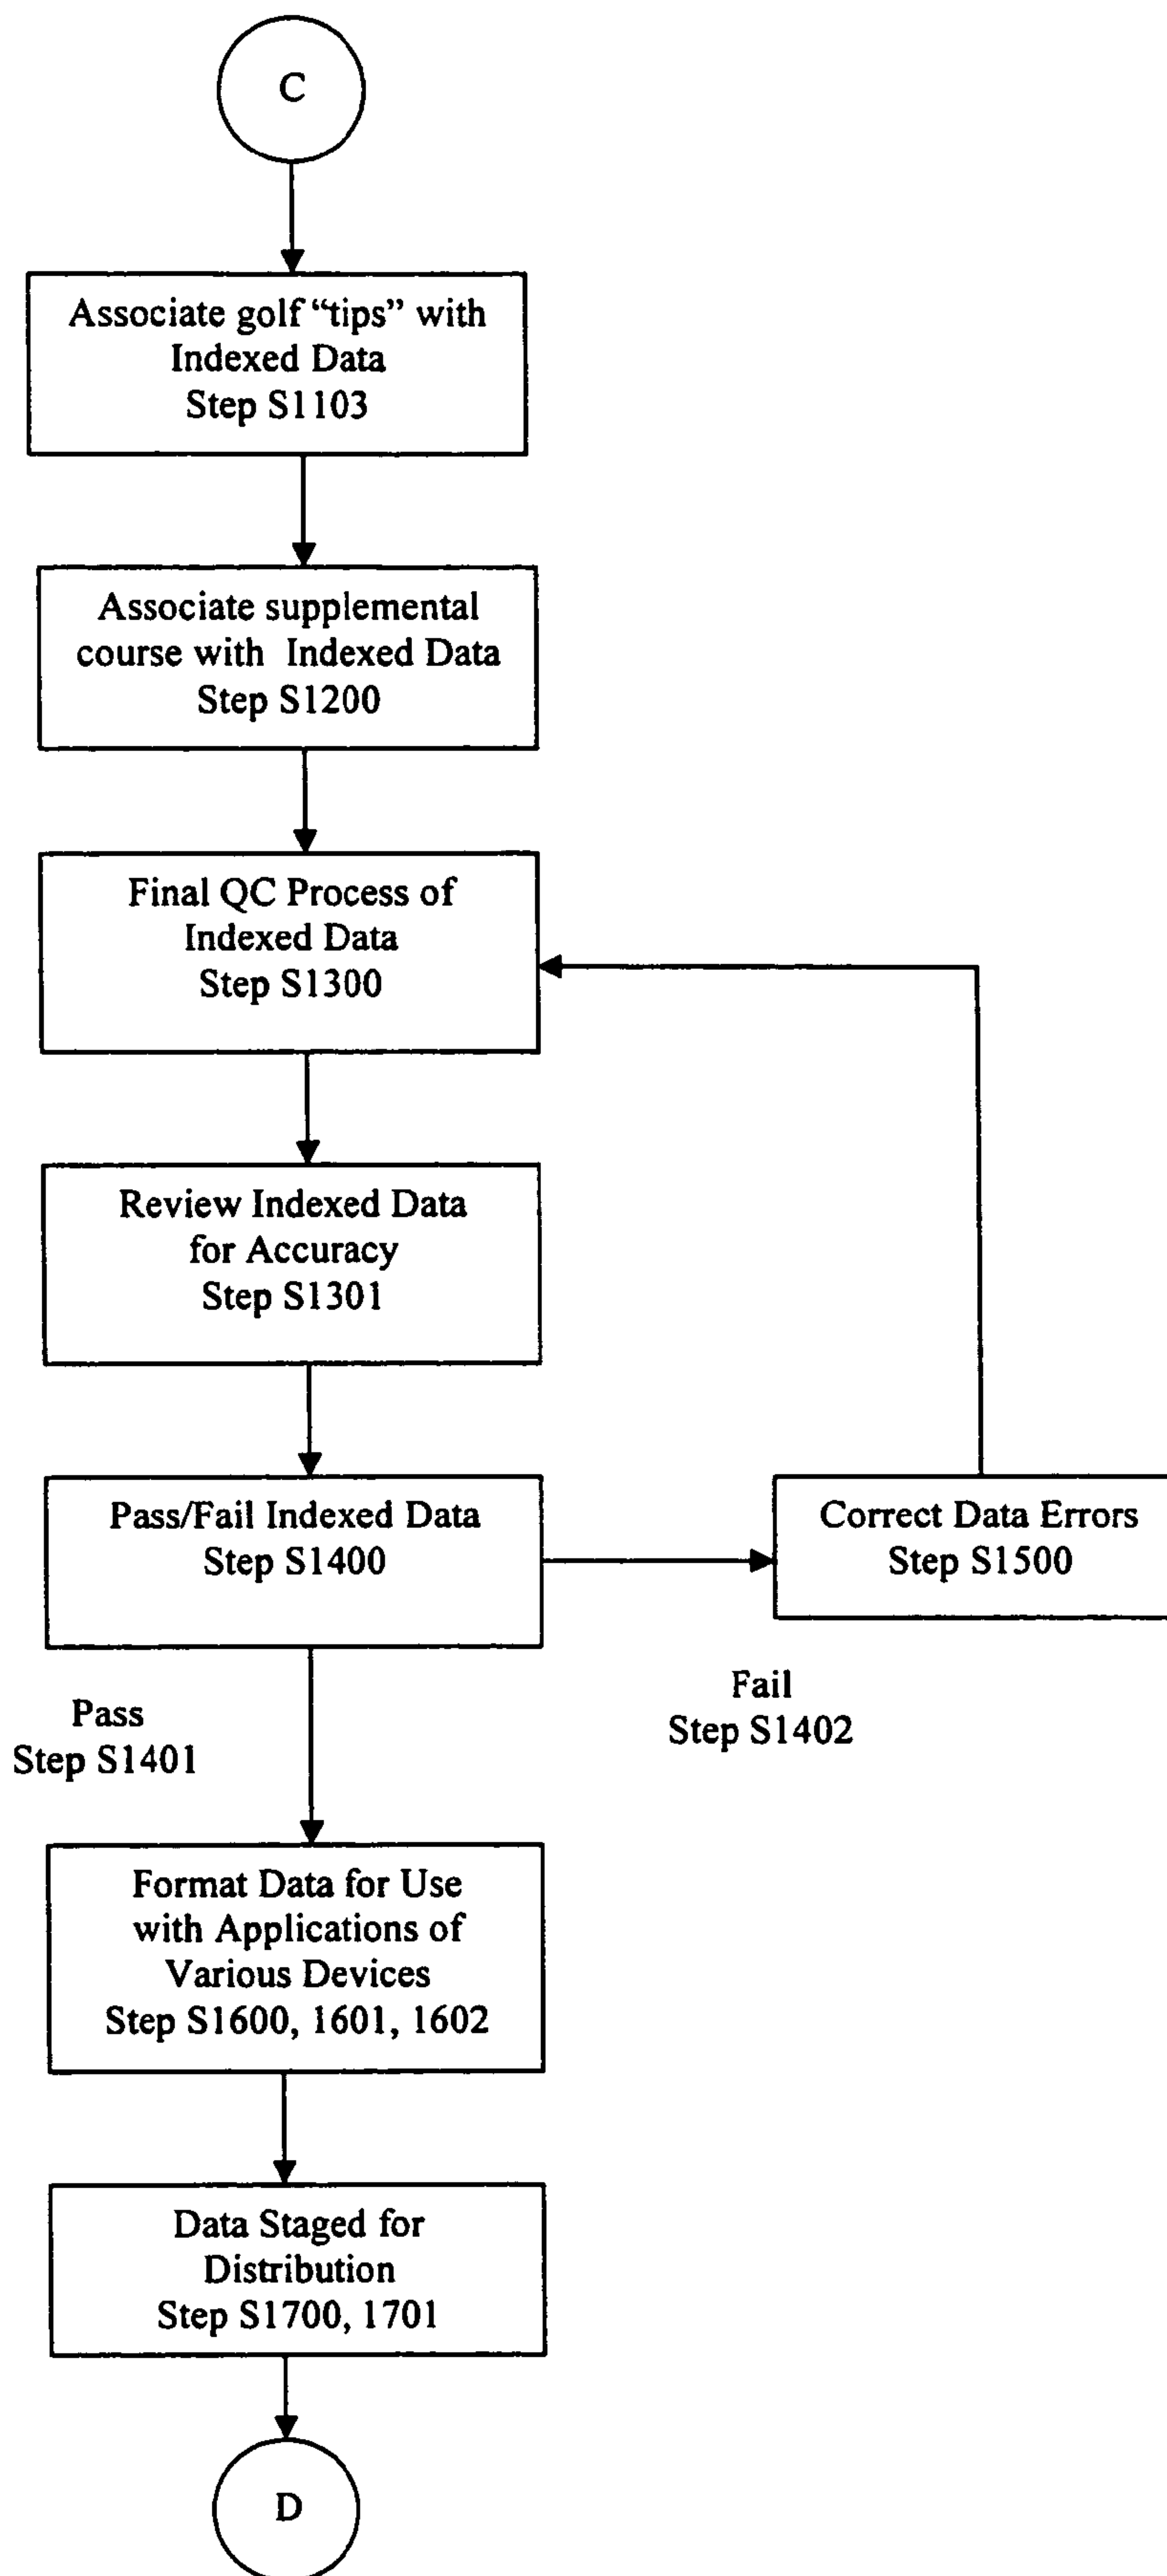 C
Associate golf “tips” with
Indexed Data
Step S1103
Associate supplemental
course with Indexed Data
Step S1200
Final QC Process of
Indexed Data
Step S1300
Review Indexed Data
for Accuracy
Step S1301
Pass/Fail Indexed Data
Step S1400
Correct Data Errors
Step S1500
Fail
Step S1402
Pass
Step S1401
Format Data for Use
with Applications of
Various Devices
Step S1600, 1601, 1602
Data Staged for
Distribution
Step S1700, 1701
D